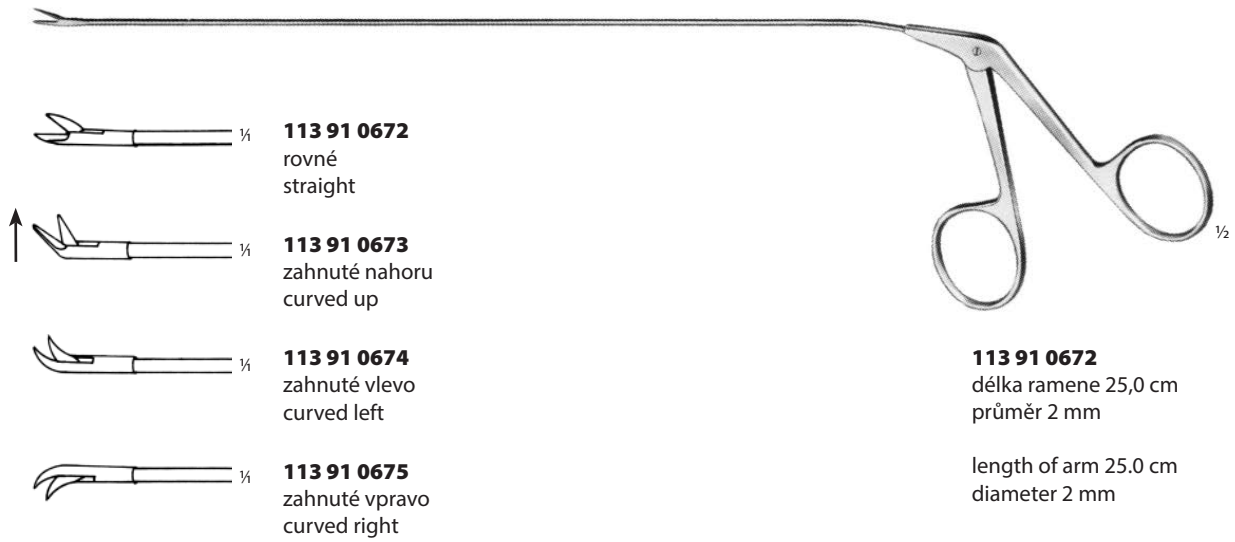 ⅟₁
113 91 0672
rovné
straight
⅟₁
113 91 0673
zahnuté nahoru
curved up
⅟₁
113 91 0674
zahnuté vlevo
curved left
⅟₁
113 91 0675
zahnuté vpravo
curved right
½
113 91 0672
délka ramene 25,0 cm
průměr 2 mm
length of arm 25.0 cm
diameter 2 mm